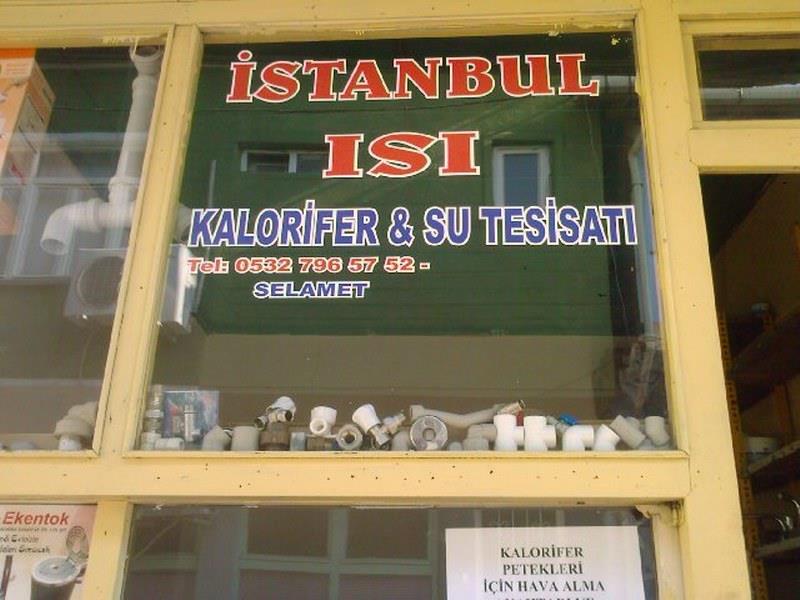 İSTANBUL
ISI
KALORİFER & SU TESİSATI
Tel: 0532 796 57 52 -
SELAMET
Ekentok
KALORİFER
PETEKLERİ
İÇİN HAVA ALMA